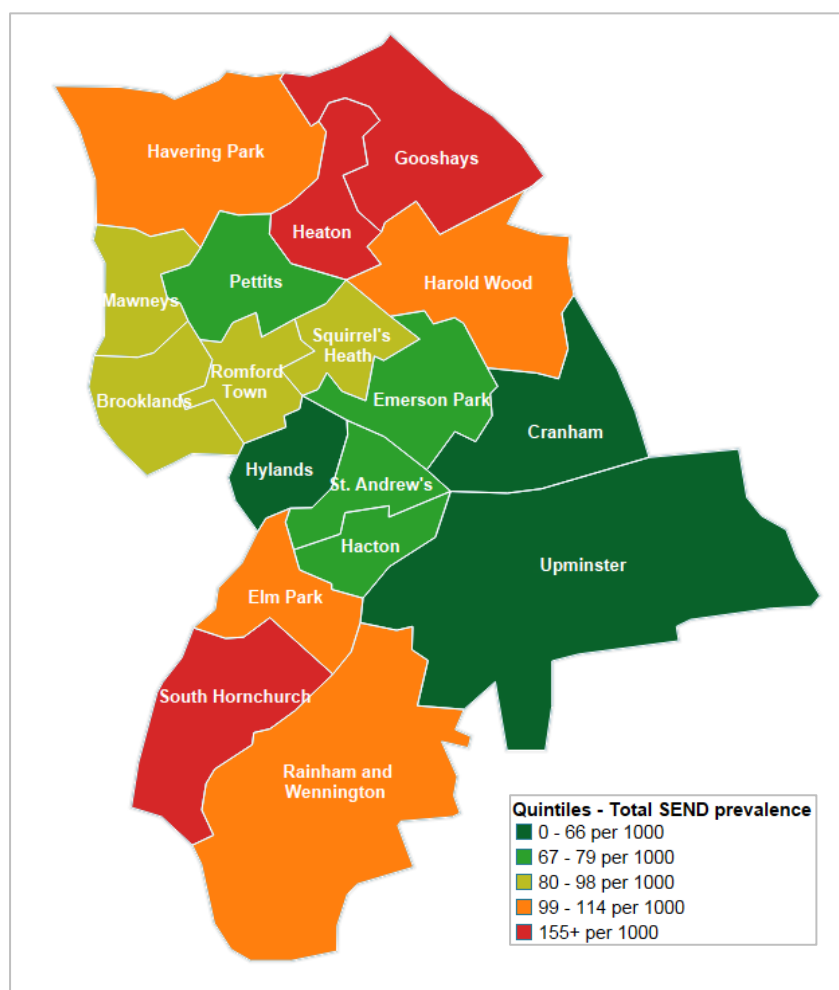 Havering Park
Gooshays
Heaton
Harold Wood
Pettits
Mawneys
Squirrel's
Heath
Romford
Town
Brooklands
Emerson Park
Cranham
Hylands
St. Andrew's
Hacton
Upminster
Elm Park
South Hornchurch
Rainham and
Wennington
Quintiles - Total SEND prevalence
0 - 66 per 1000
67 - 79 per 1000
80 - 98 per 1000
99 - 114 per 1000
155+ per 1000